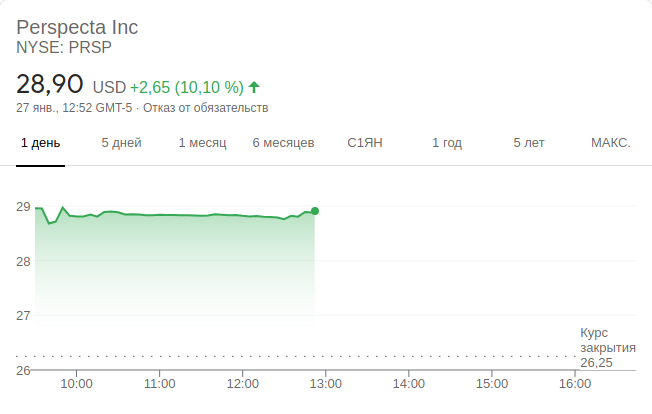 Perspecta Inc
NYSE: PRSP
28,90 USD +2,65 (10,10 %)
27 янв., 12:52 GMT-5 · Отказ от обязательств
1 день 5 дней 1 месяц 6 месяцев С1ЯН 1 год 5 лет МАКС.
29
28
27
Курс
закрытия
26,25
26
10:00 11:00 12:00 13:00 14:00 15:00 16:00